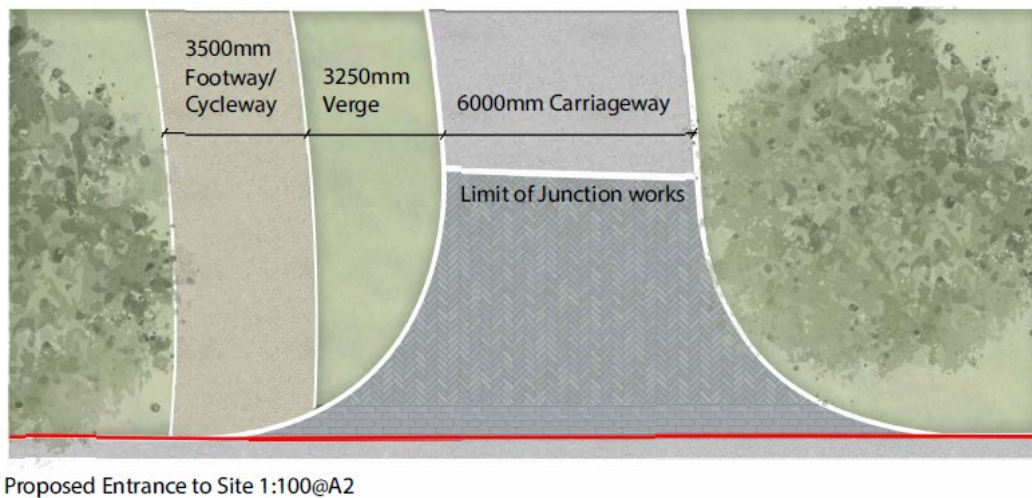 3500mm
Footway/
Cycleway
3250mm
Verge
6000mm Carriageway
Limit of Junction works
Proposed Entrance to Site 1:100@A2